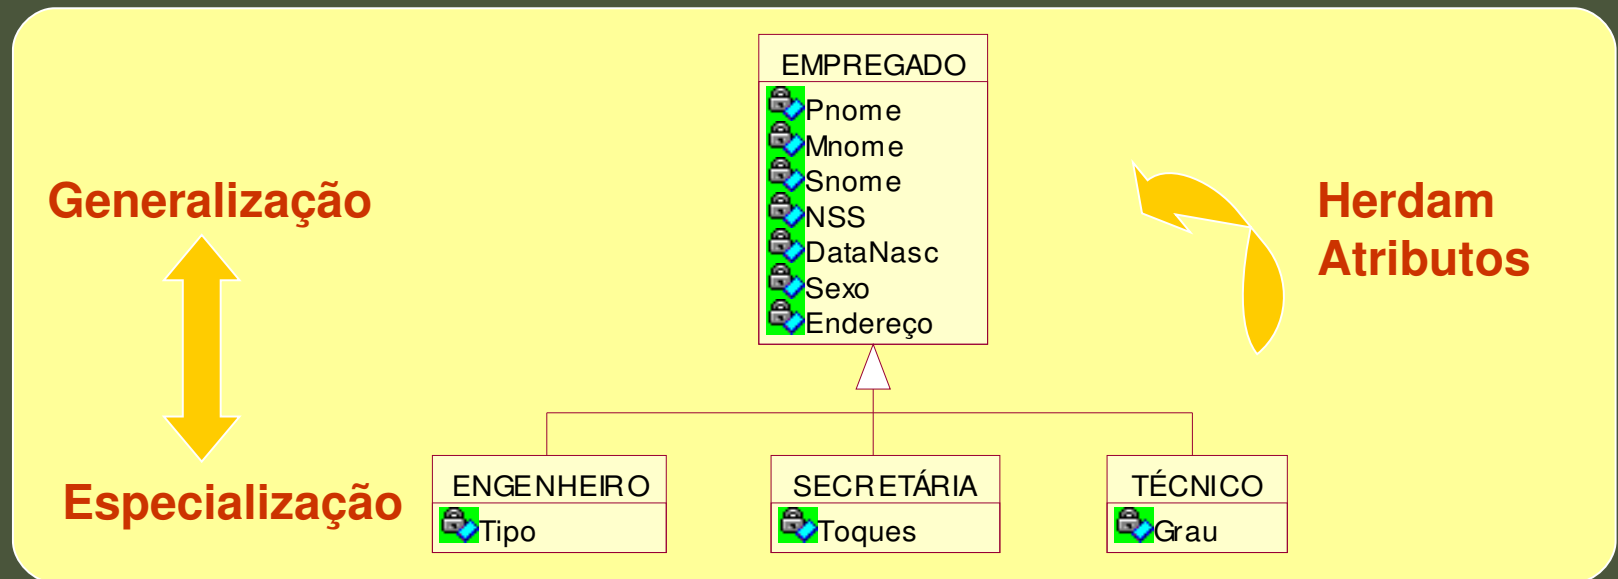 EMPREGADO
Pnome
Mnome
Snome
NSS
DataNasc
Sexo
Endereço
Generalização
Especialização
Herdam
Atributos
ENGENHEIRO
Tipo
SECRETÁRIA
Toques
TÉCNICO
Grau